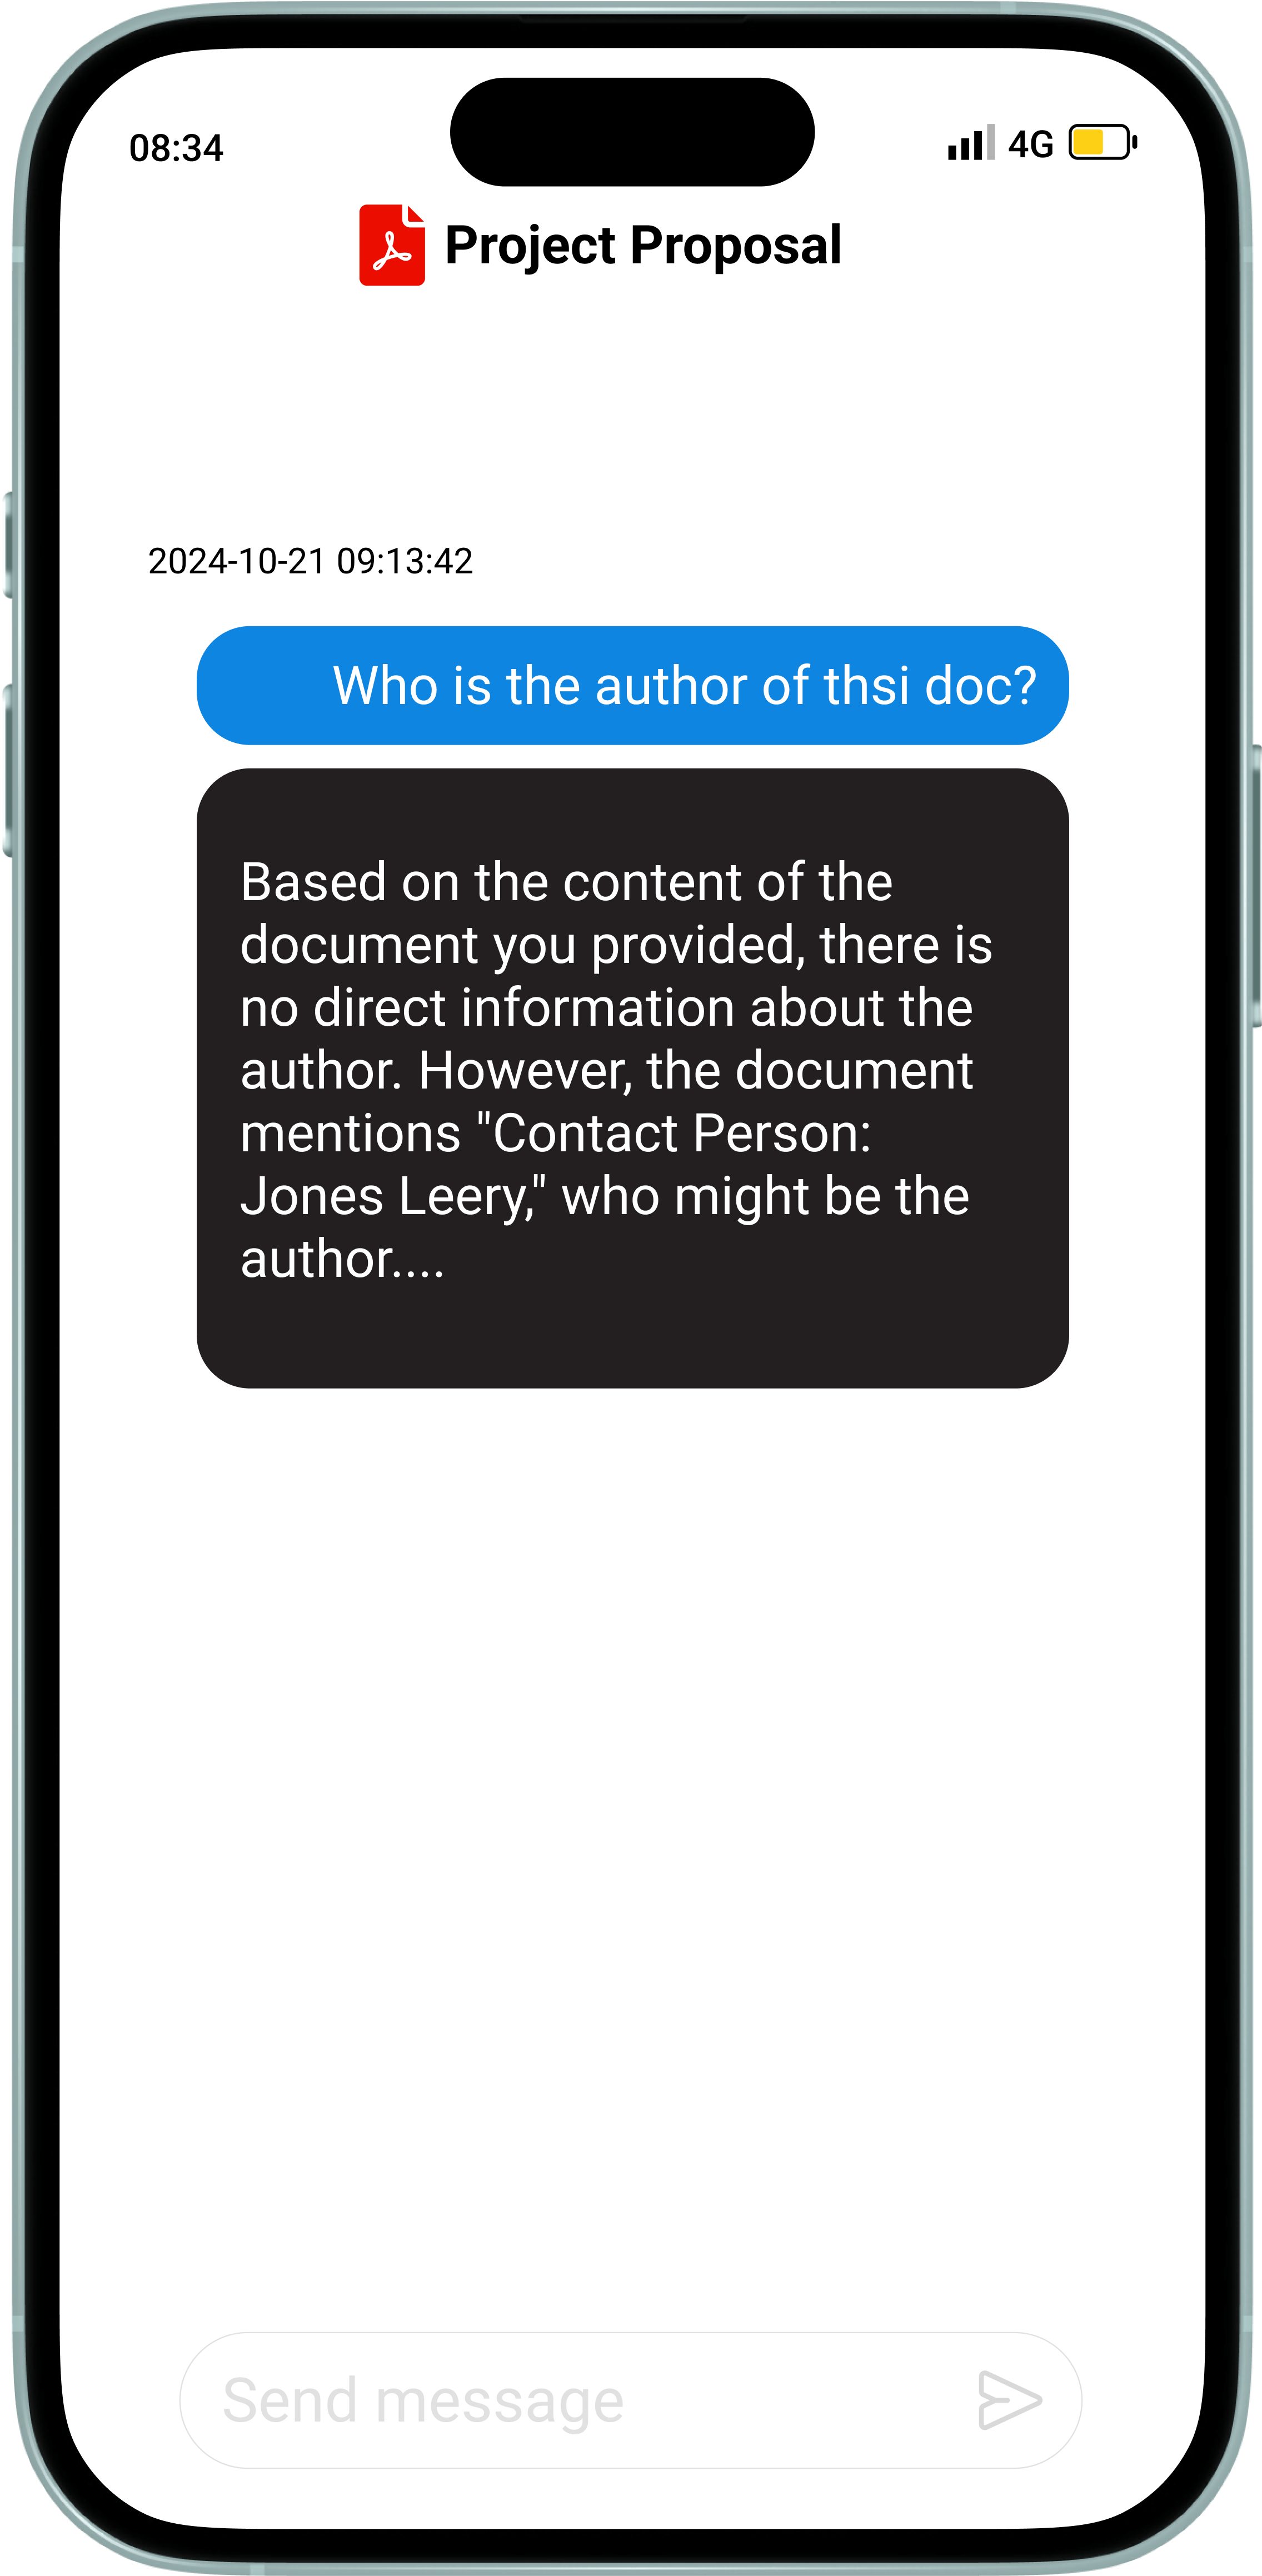 08:34
4G
Project Proposal
2024-10-21 09:13:42
Who is the author of thsi doc?
Based on the content of the
document you provided, there is
no direct information about the
author. However, the document
mentions "Contact Person:
Jones Leery," who might be the
author....
Send message